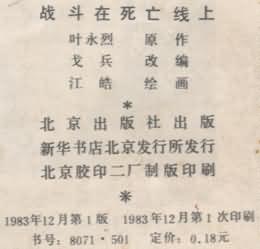 战斗在死亡线上
叶永烈 原作
戈兵 改编
江皓 绘画
*
北京出版社出版
新华书店北京发行所发行
北京胶印二厂制版印刷
*
1983年12月第1版 1983年12月第1次印刷
书号：8071·501 定价：0.18元